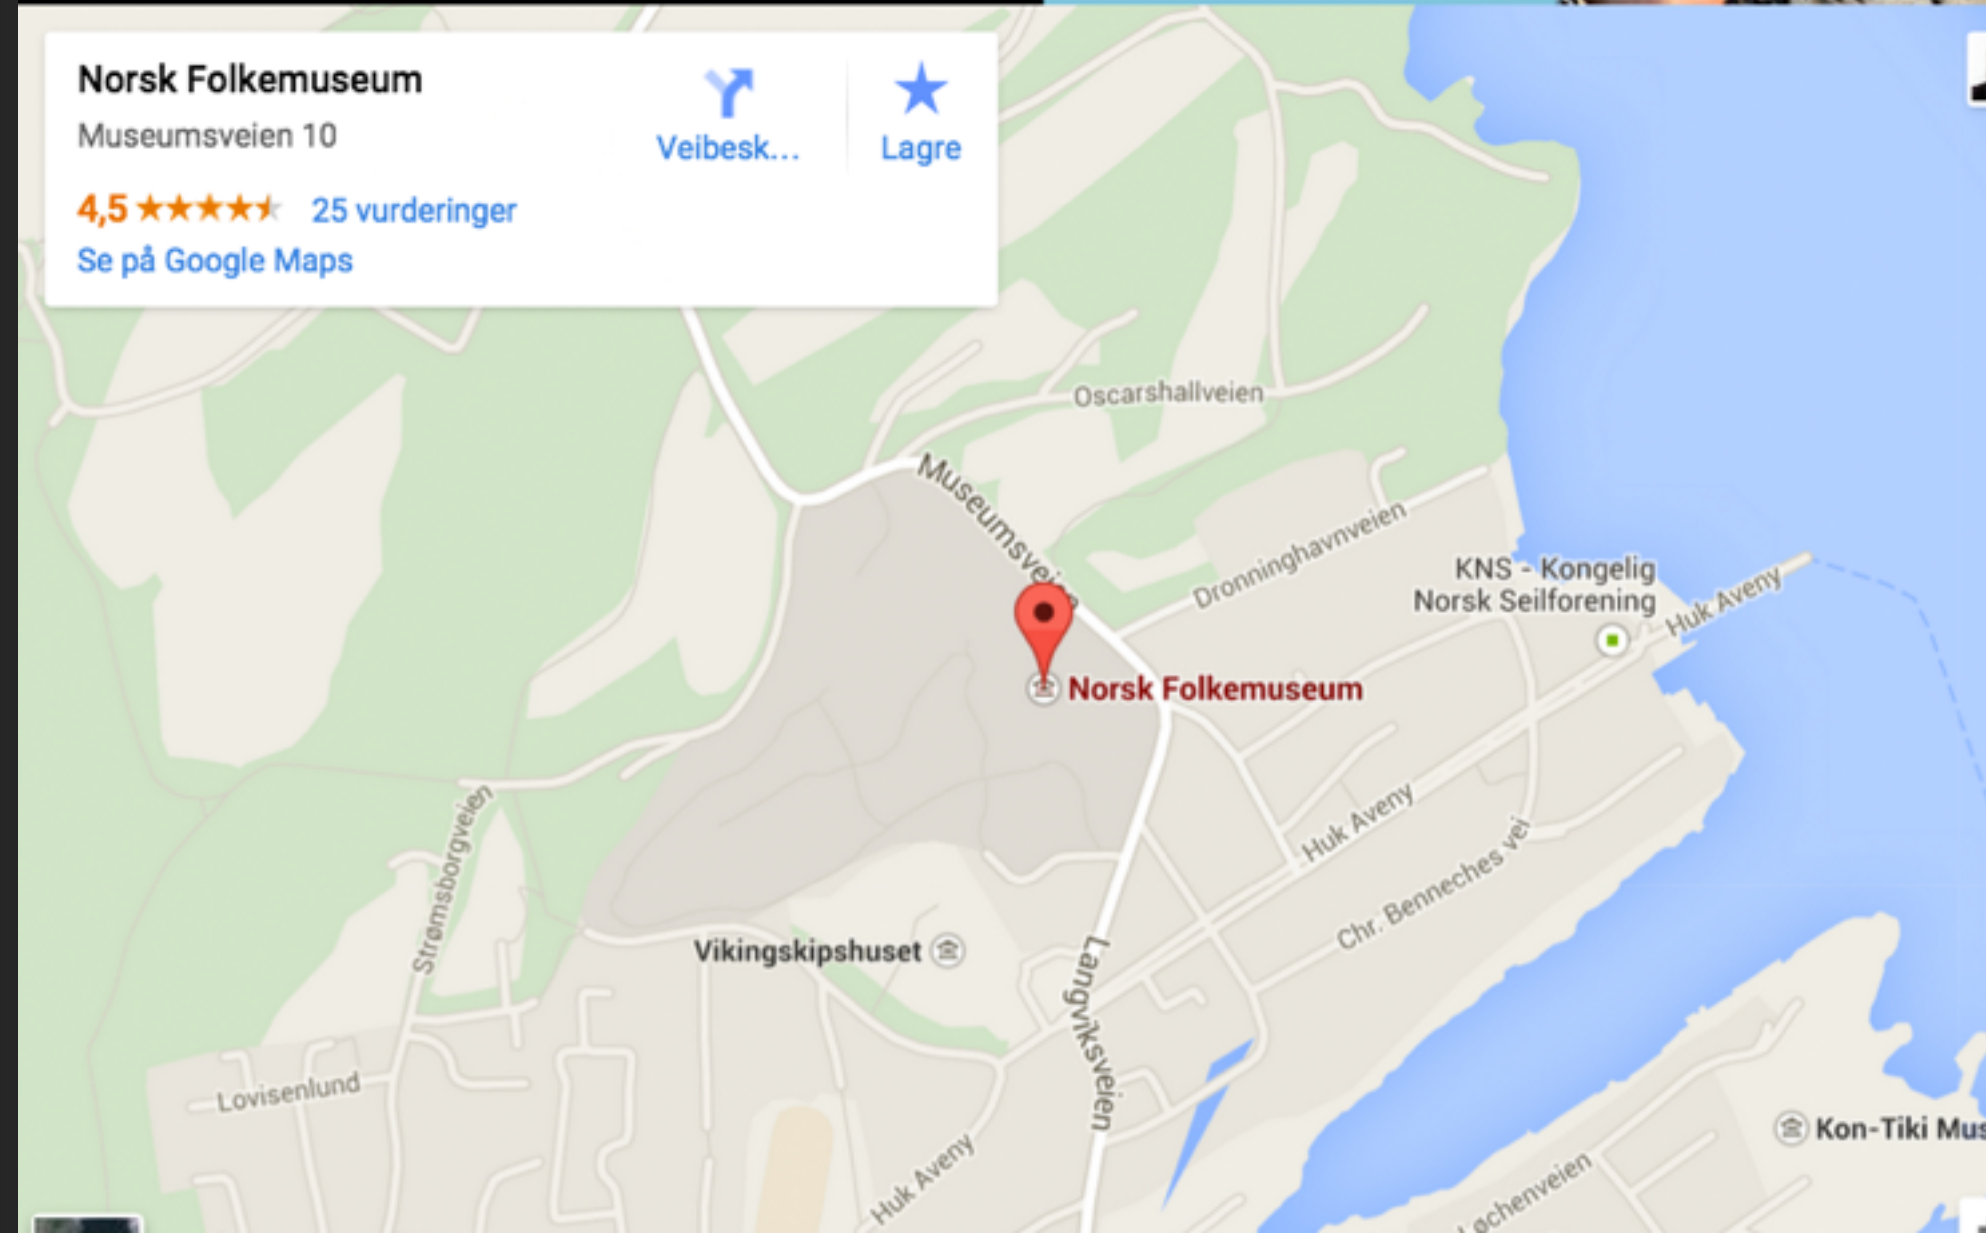 Norsk Folkemuseum
Museumsveien 10
4,5
25 vurderinger
Se på Google Maps
Veibesk...
Lagre
Oscarshallveien
Museumsveien
Dronninghavnveien
KNS - Kongelig
Norsk Seilforening
Huk Aveny
Norsk Folkemuseum
Huk Aveny
Strømsborgveien
Chr. Benneches vei
Vikingskipshuset
Langviksveien
Lovisenlund
Kon-Tiki Mus
Huk Aveny
Løchenveien